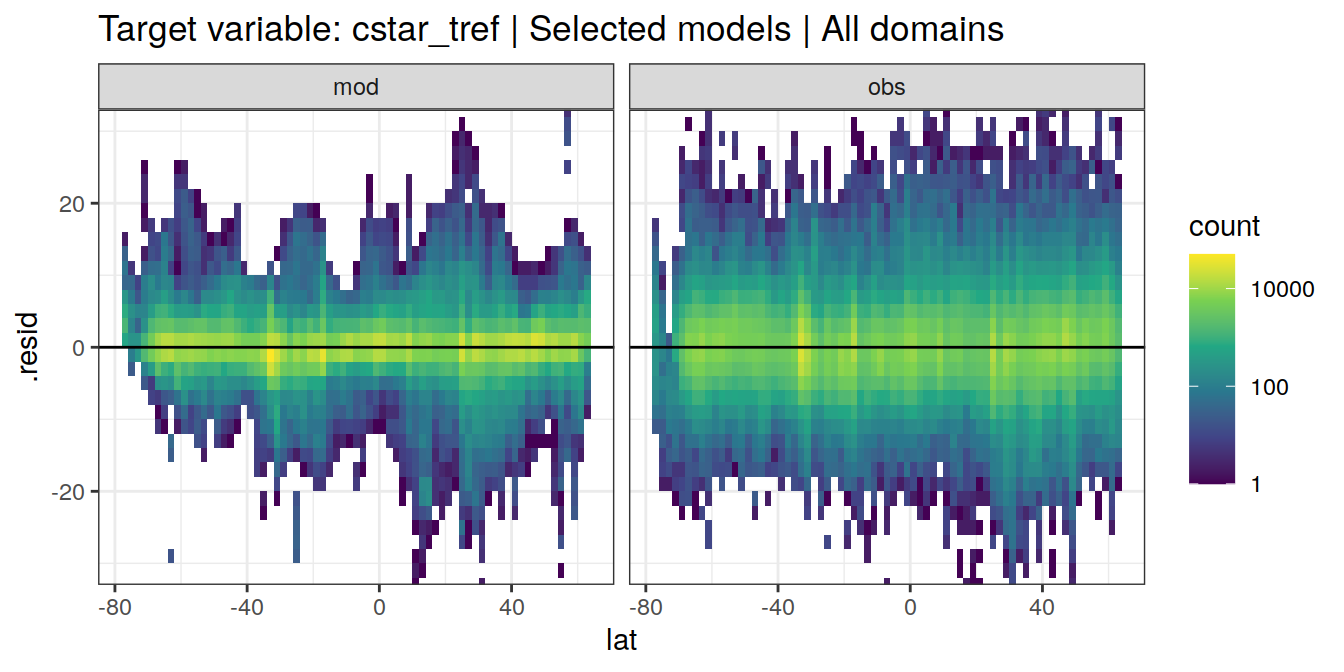 Target variable: cstar_tref | Selected models | All domains
mod
obs
.resid
20
0
-20
-80
-40
0
40
-80
-40
0
40
lat
count
10000
100
1